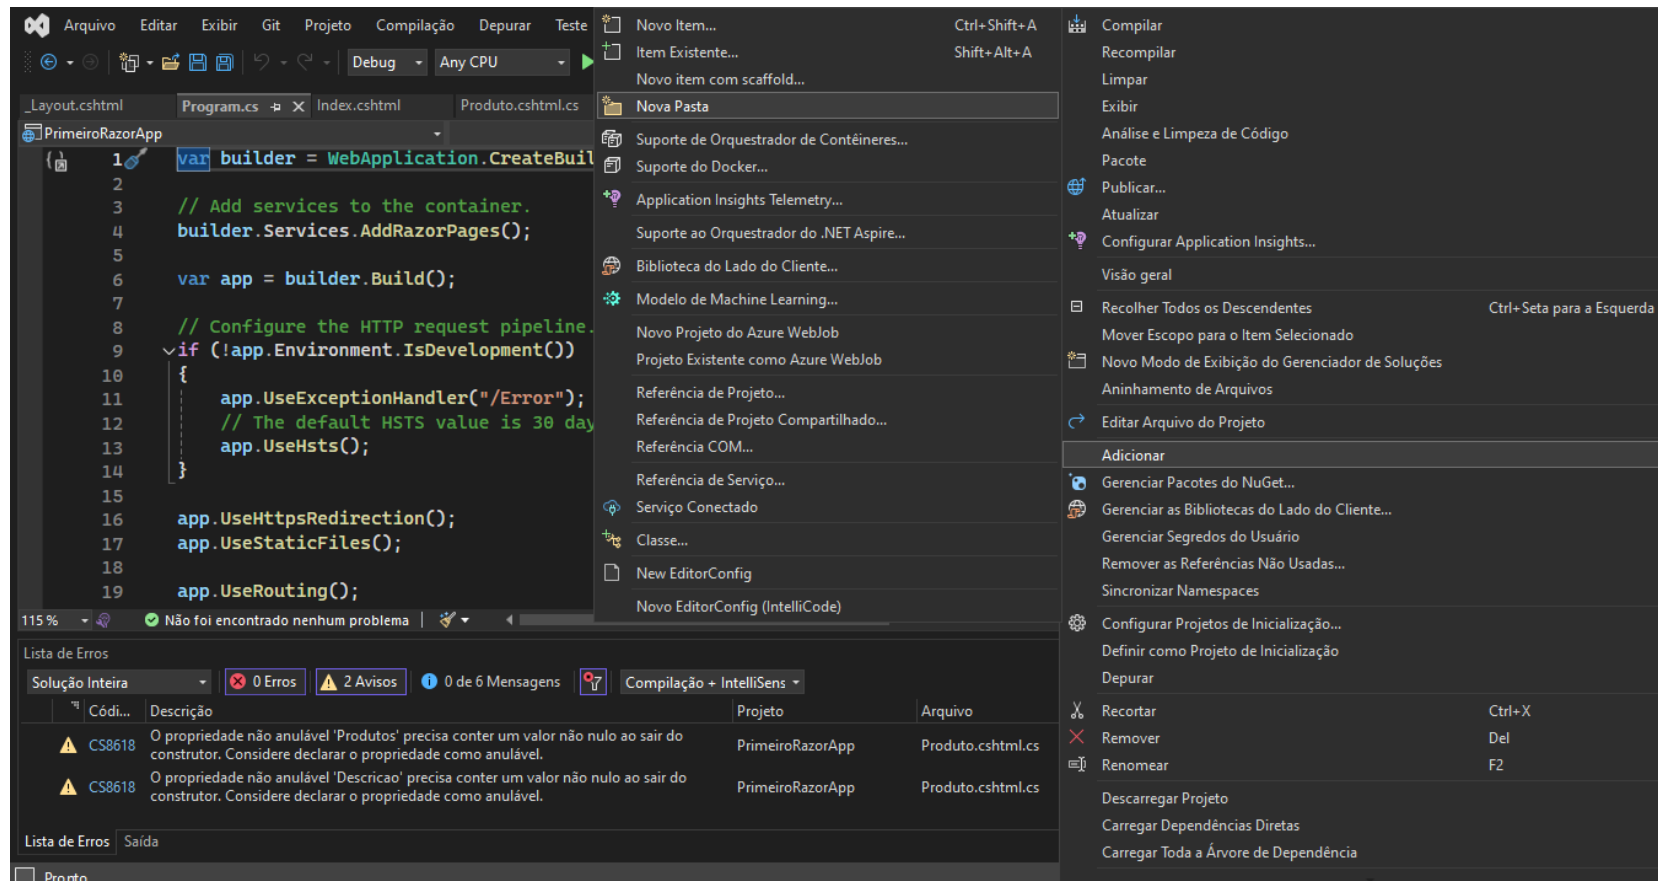 Arquivo Editar Exibir Git Projeto Compilação Depurar Teste
Debug Any CPU
_Layout.cshtml Program.cs Index.cshtml Produto.cshtml.cs
PrimeiroRazorApp
1 var builder = WebApplication.CreateBuil
2
3 // Add services to the container.
4 builder.Services.AddRazorPages();
5
6 var app = builder.Build();
7
8 // Configure the HTTP request pipeline.
9 if (!app.Environment.IsDevelopment())
10 {
11 app.UseExceptionHandler("/Error");
12 // The default HSTS value is 30 day
13 app.UseHsts();
14 }
15
16 app.UseHttpsRedirection();
17 app.UseStaticFiles();
18
19 app.UseRouting();
115 % Não foi encontrado nenhum problema
Lista de Erros
Solução Inteira 0 Erros 2 Avisos 0 de 6 Mensagens Compilação + IntelliSens
Códi... Descrição Projeto Arquivo
CS8618 O propriedade não anulável 'Produtos' precisa conter um valor não nulo ao sair do
construtor. Considere declarar o propriedade como anulável. PrimeiroRazorApp Produto.cshtml.cs
CS8618 O propriedade não anulável 'Descricao' precisa conter um valor não nulo ao sair do
construtor. Considere declarar o propriedade como anulável. PrimeiroRazorApp Produto.cshtml.cs
Lista de Erros Saída
Pronto
Novo Item... Ctrl+Shift+A
Item Existente... Shift+Alt+A
Novo item com scaffold...
Nova Pasta
Suporte de Orquestrador de Contêineres...
Suporte do Docker...
Application Insights Telemetry...
Suporte ao Orquestrador do .NET Aspire...
Biblioteca do Lado do Cliente...
Modelo de Machine Learning...
Novo Projeto do Azure WebJob
Projeto Existente como Azure WebJob
Referência de Projeto...
Referência de Projeto Compartilhado...
Referência COM...
Referência de Serviço...
Serviço Conectado
Classe...
New EditorConfig
Novo EditorConfig (IntelliCode)
Compilar
Recompilar
Limpar
Exibir
Análise e Limpeza de Código
Pacote
Publicar...
Atualizar
Configurar Application Insights...
Visão geral
Recolher Todos os Descendentes Ctrl+Seta para a Esquerda
Mover Escopo para o Item Selecionado
Novo Modo de Exibição do Gerenciador de Soluções
Aninhamento de Arquivos
Editar Arquivo do Projeto
Adicionar
Gerenciar Pacotes do NuGet...
Gerenciar as Bibliotecas do Lado do Cliente...
Gerenciar Segredos do Usuário
Remover as Referências Não Usadas...
Sincronizar Namespaces
Configurar Projetos de Inicialização...
Definir como Projeto de Inicialização
Depurar
Recortar Ctrl+X
Remover Del
Renomear F2
Descarregar Projeto
Carregar Dependências Diretas
Carregar Toda a Árvore de Dependência